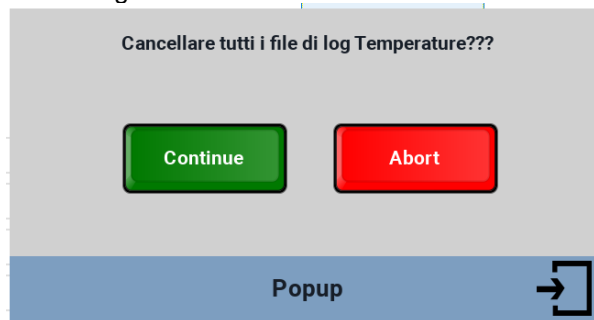 Cancellare tutti i file di log Temperature???
Continue
Abort
Popup